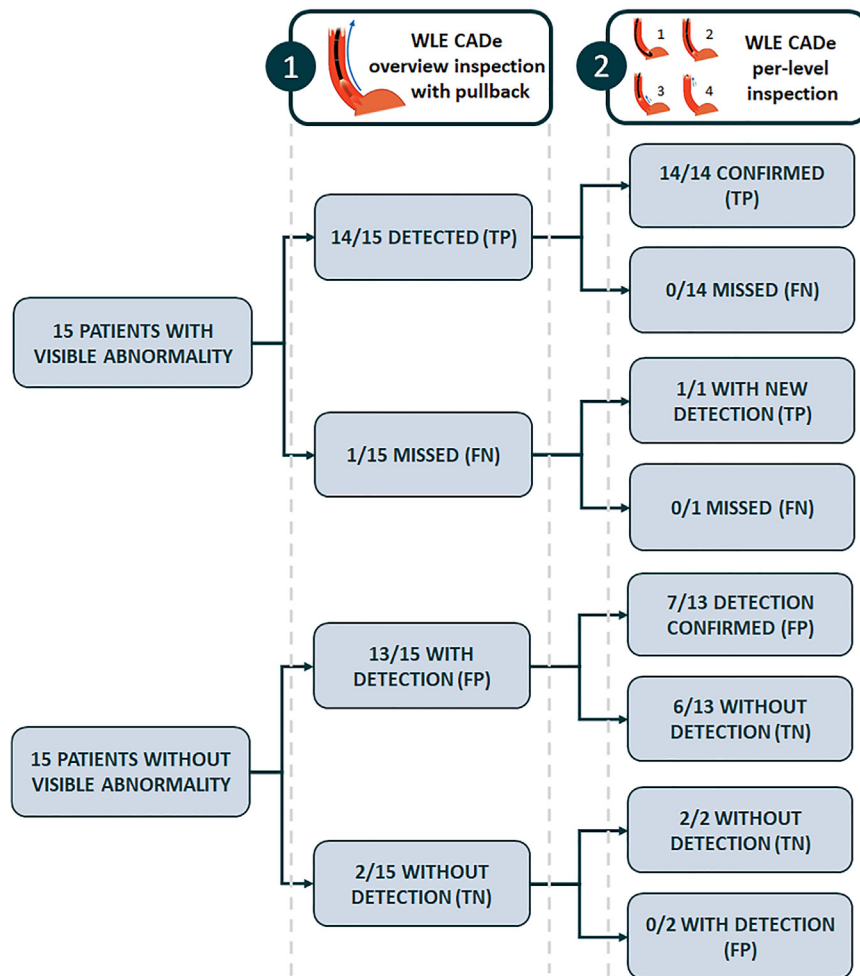 1
WLE CADe
overview inspection
with pullback
2
1
2
3
4
WLE CADe
per-level
inspection
15 PATIENTS WITH
VISIBLE ABNORMALITY
14/15 DETECTED (TP)
14/14 CONFIRMED
(TP)
0/14 MISSED (FN)
1/15 MISSED (FN)
1/1 WITH NEW
DETECTION (TP)
0/1 MISSED (FN)
15 PATIENTS WITHOUT
VISIBLE ABNORMALITY
13/15 WITH
DETECTION (FP)
7/13 DETECTION
CONFIRMED (FP)
6/13 WITHOUT
DETECTION (TN)
2/15 WITHOUT
DETECTION (TN)
2/2 WITHOUT
DETECTION (TN)
0/2 WITH DETECTION
(FP)